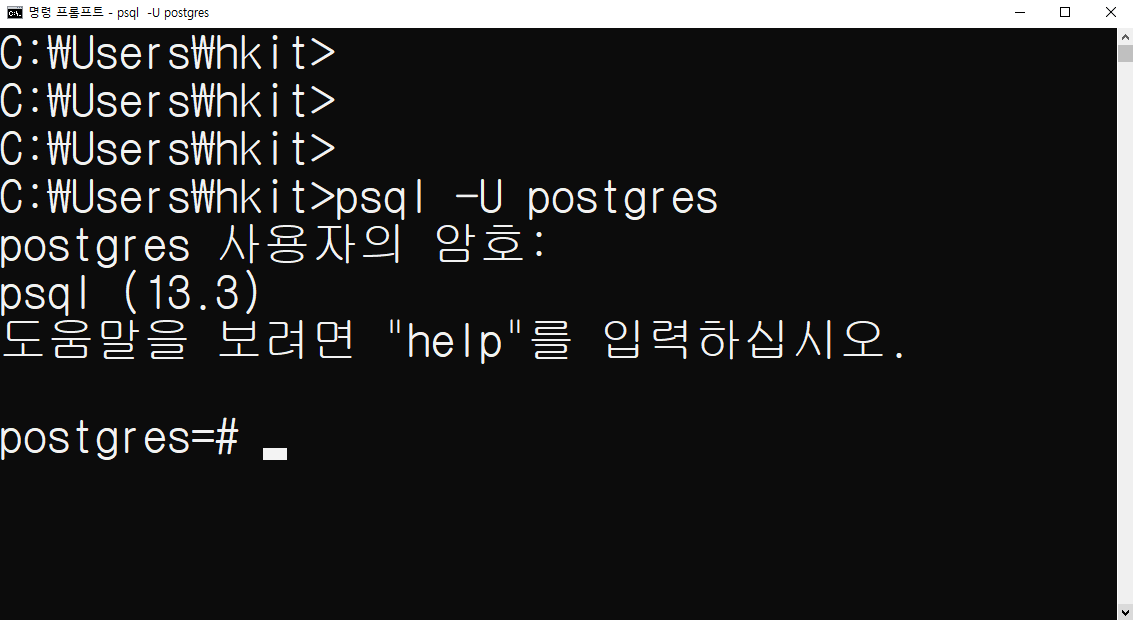 명령 프롬프트 - psql  -U postgres
C:₩Users₩hkit>
C:₩Users₩hkit>
C:₩Users₩hkit>
C:₩Users₩hkit>psql -U postgres
postgres 사용자의 암호:
psql (13.3)
도움말을 보려면 "help"를 입력하십시오.
postgres=#